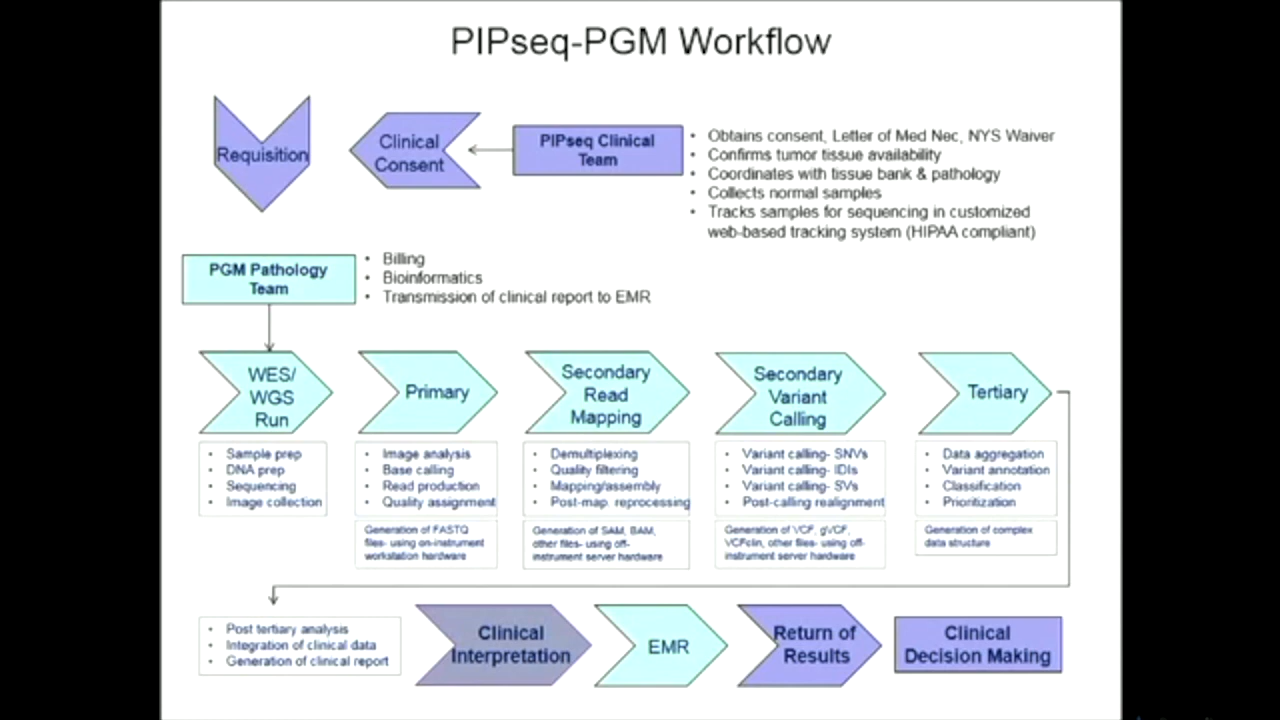 PIPseq-PGM Workflow
Requisition
Clinical
Consent
PIPseq Clinical
Team
• Obtains consent, Letter of Med Nec, NYS Waiver
• Confirms tumor tissue availability
• Coordinates with tissue bank & pathology
• Collects normal samples
• Tracks samples for sequencing in customized
web-based tracking system (HIPAA compliant)
PGM Pathology
Team
• Billing
• Bioinformatics
• Transmission of clinical report to EMR
WES/
WGS
Run
Primary
Secondary
Read
Mapping
Secondary
Variant
Calling
Tertiary
• Sample prep
• DNA prep
• Sequencing
• Image collection
• Image analysis
• Base calling
• Read production
• Quality assignment
• Demultiplexing
• Quality filtering
• Mapping/assembly
• Post-map. reprocessing
• Variant calling- SNVs
• Variant calling- IDIs
• Variant calling- SVs
• Post-calling realignment
• Data aggregation
• Variant annotation
• Classification
• Prioritization
Generation of FASTQ
files- using on-instrument
workstation hardware
Generation of SAM, BAM,
other files- using off-
instrument server hardware
Generation of VCF, gVCF,
VCFclin, other files- using off-
instrument server hardware
Generation of complex
data structure
• Post tertiary analysis
• Integration of clinical data
• Generation of clinical report
Clinical
Interpretation
EMR
Return of
Results
Clinical
Decision Making